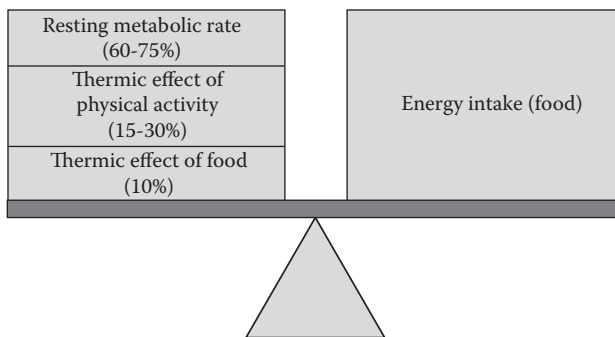 Resting metabolic rate
(60-75%)
Thermic effect of
physical activity
(15-30%)
Thermic effect of food
(10%)
Energy intake (food)